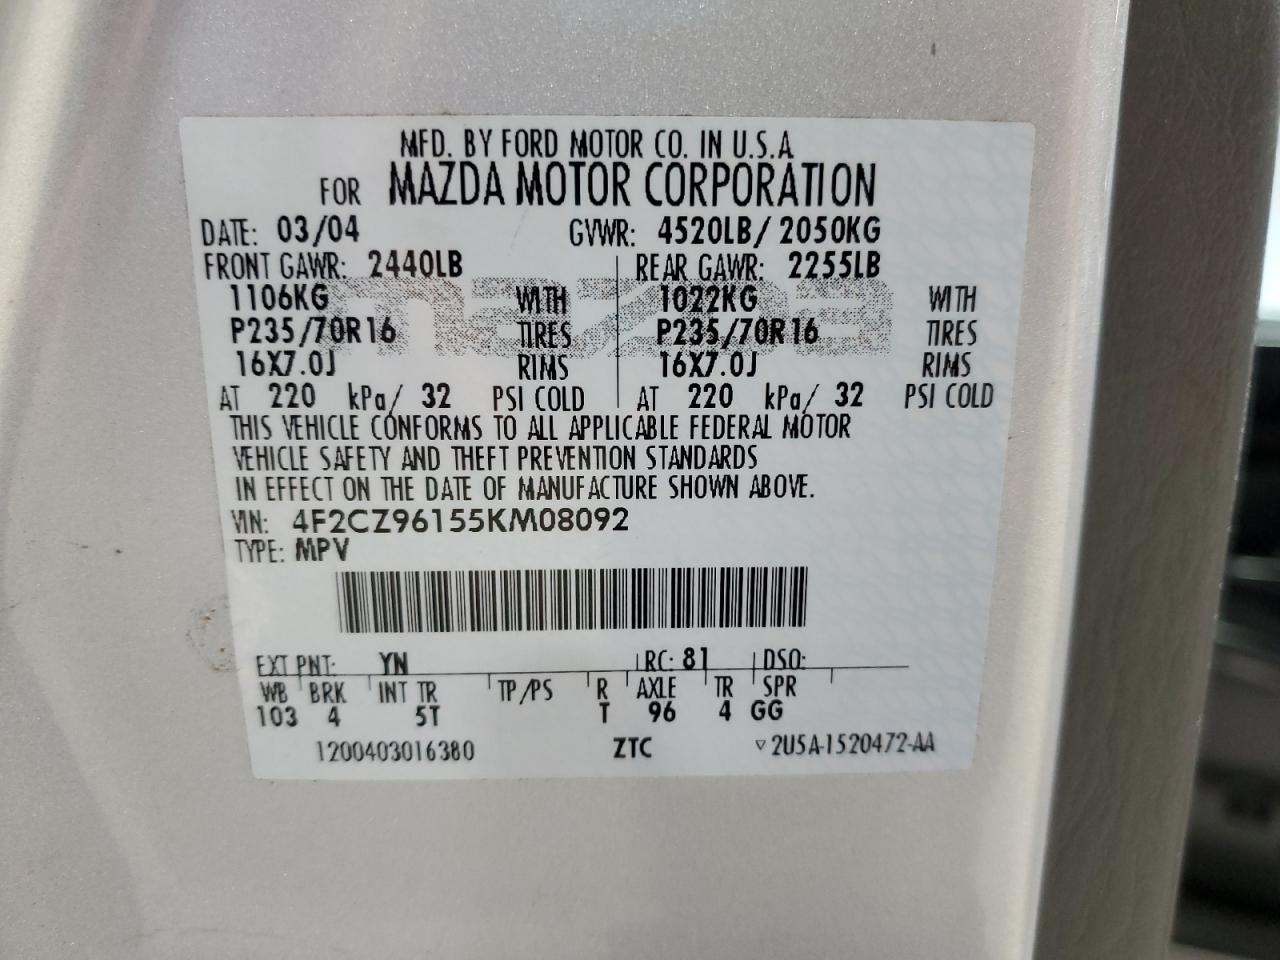 MFD. BY FORD MOTOR CO. IN U.S.A.
FOR MAZDA MOTOR CORPORATION
DATE: 03/04 GVWR: 4520LB/ 2050KG
FRONT GAWR: 2440LB REAR GAWR: 2255LB
1106KG WITH 1022KG WITH
P235/70R16 TIRES P235/70R16 TIRES
16X7.0J RIMS 16X7.0J RIMS
AT 220 kPa/ 32 PSI COLD AT 220 kPa/ 32 PSI COLD
mazda
THIS VEHICLE CONFORMS TO ALL APPLICABLE FEDERAL MOTOR
VEHICLE SAFETY AND THEFT PREVENTION STANDARDS
IN EFFECT ON THE DATE OF MANUFACTURE SHOWN ABOVE.
VIN: 4F2CZ96155KM08092
TYPE: MPV
EXT PNT: YN RC: 81 DSO:
WB BRK INT TR TP/PS R AXLE TR SPR
103 4 5T T 96 4 GG
1200403016380 ZTC ▽2U5A-1520472-AA